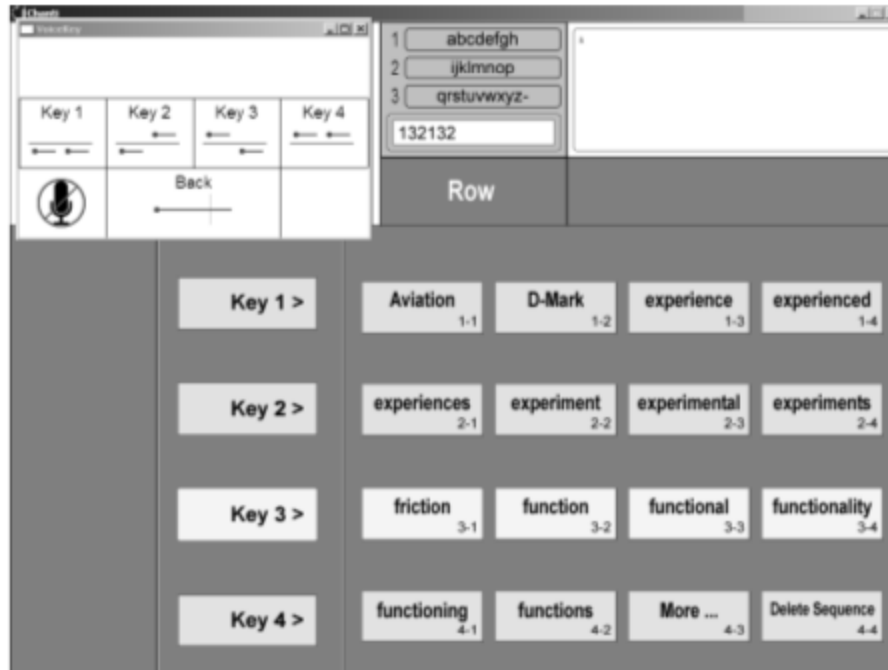 Chanti
VoiceKey
Key 1 Key 2 Key 3 Key 4
Back
1 abcdefgh
2 ijklmnop
3 qrstuvwxyz-
132132
Row
Key 1 > Aviation 1-1 D-Mark 1-2 experience 1-3 experienced 1-4
Key 2 > experiences 2-1 experiment 2-2 experimental 2-3 experiments 2-4
Key 3 > friction 3-1 function 3-2 functional 3-3 functionality 3-4
Key 4 > functioning 4-1 functions 4-2 More ... 4-3 Delete Sequence 4-4